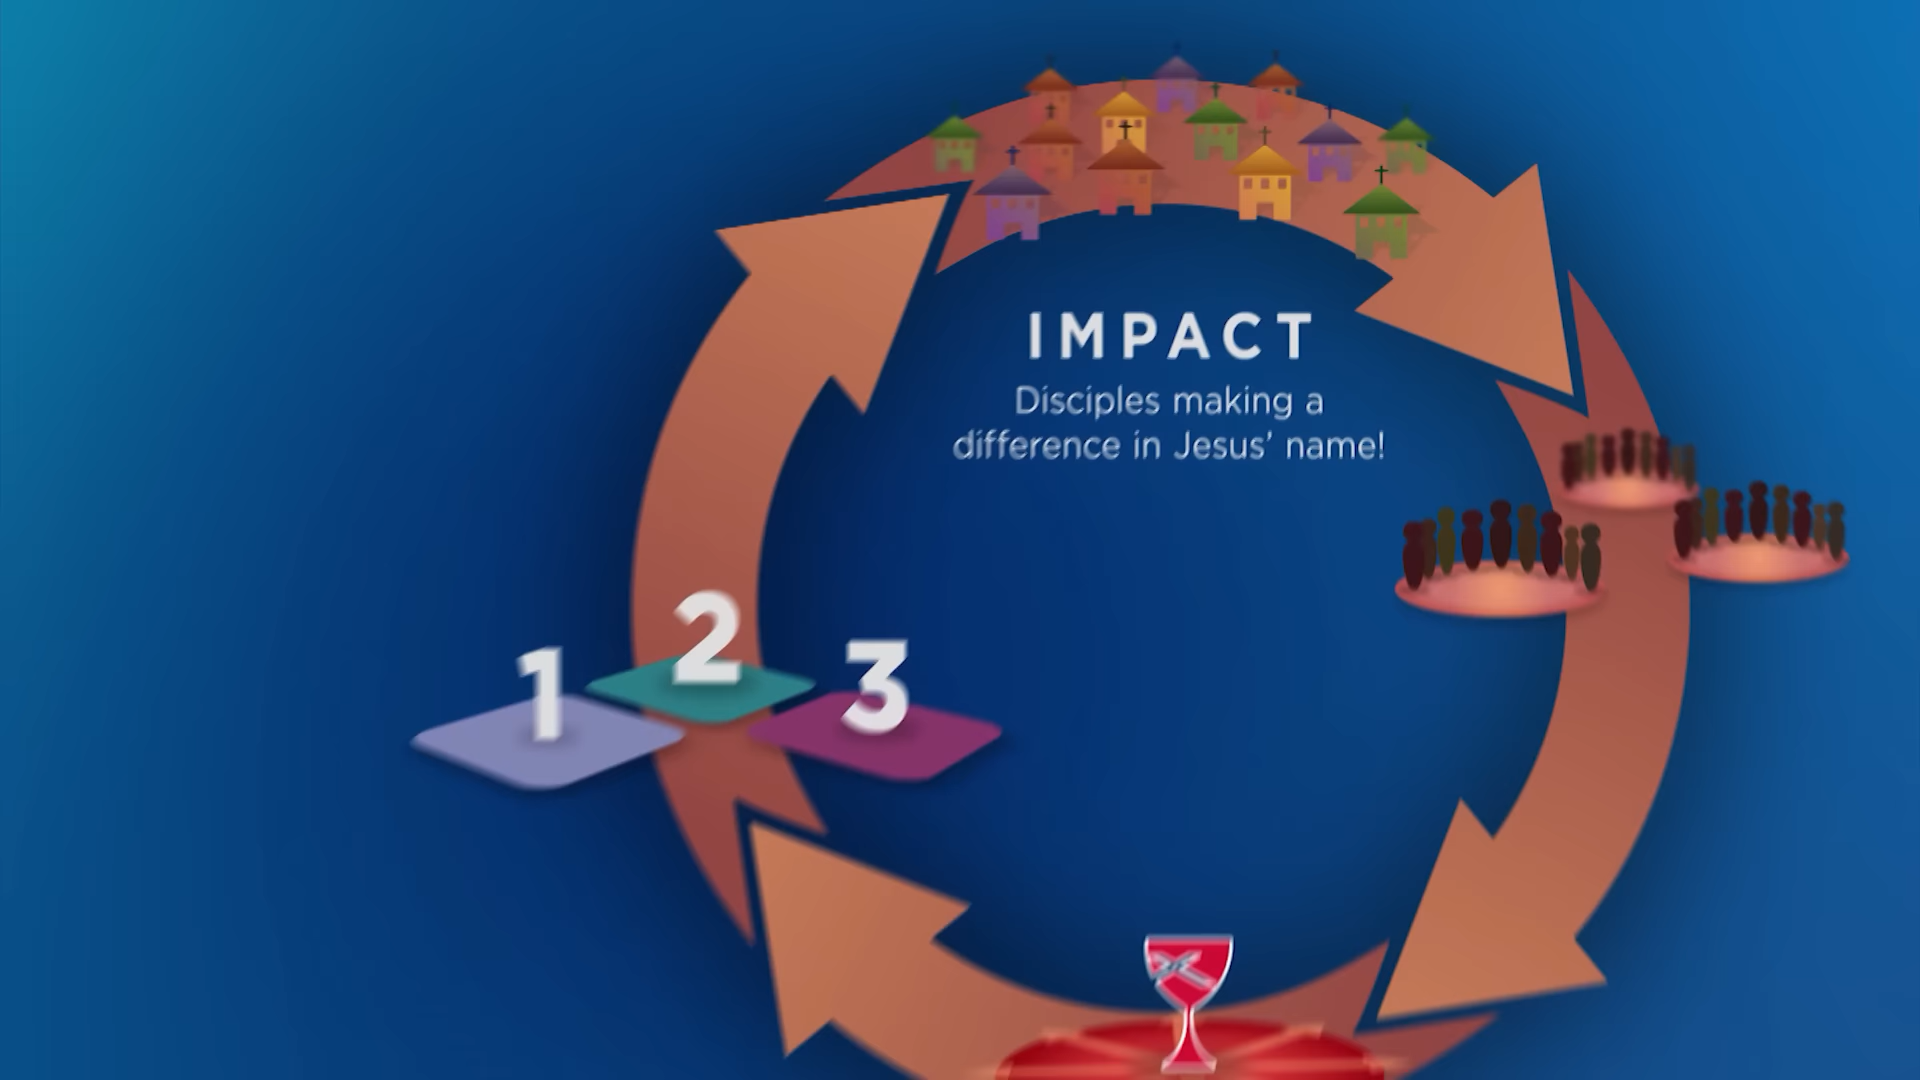 IMPACT
Disciples making a
difference in Jesus’ name!
1
2
3